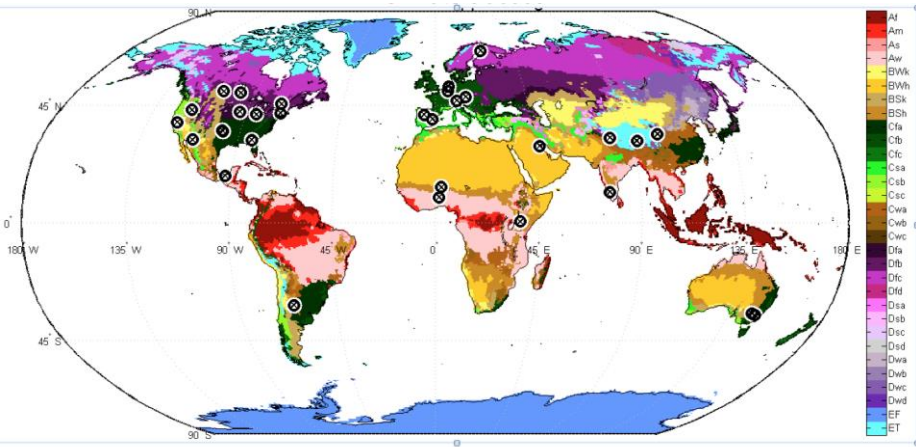 90 N
45 N
0
180 W
135 W
90 W
45 W
0
45 E
90 E
135 E
180 E
45 S
90 S
Af
Am
As
Aw
BWk
BWh
BSk
BSh
Cfa
Cfb
Cfc
Csa
Csb
Csc
Cwa
Cwb
Cwc
Dfa
Dfb
Dfc
Dfd
Dsa
Dsb
Dsc
Dsd
Dwa
Dwb
Dwc
Dwd
EF
ET